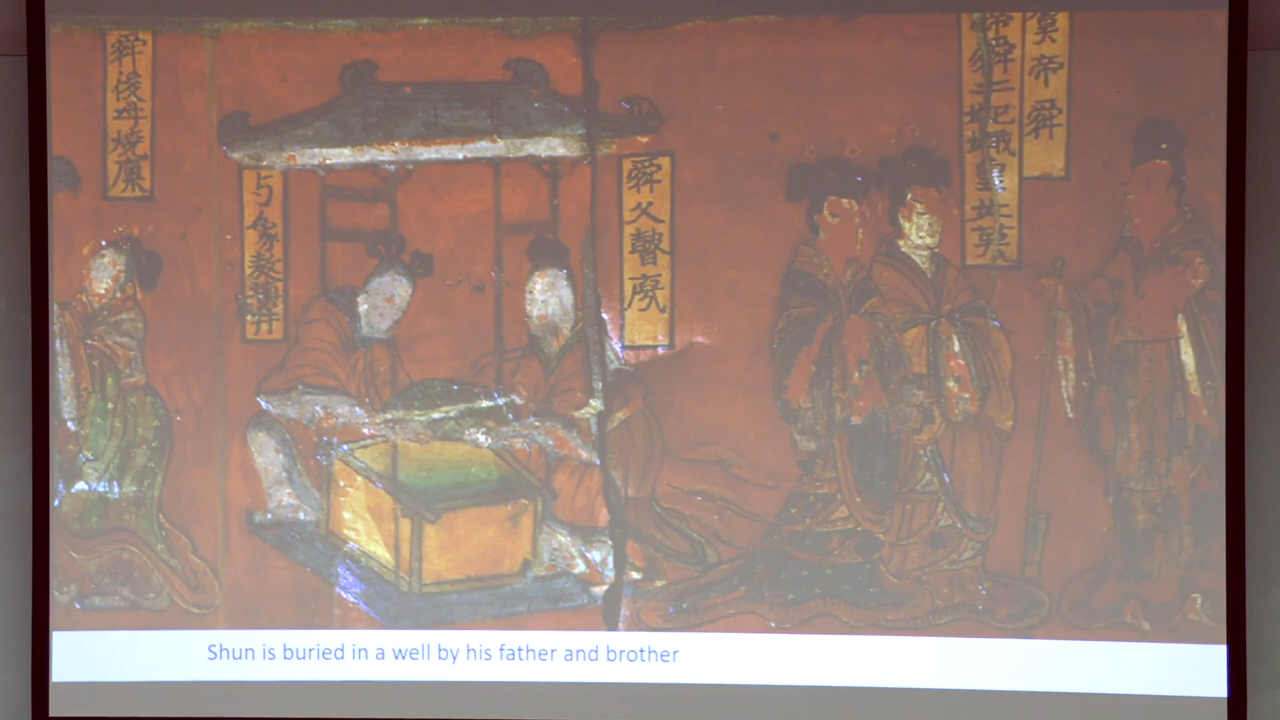 虞帝舜
帝舜二妃娥皇女英
舜父瞽
与象敖填井
舜後母燒廩
Shun is buried in a well by his father and brother